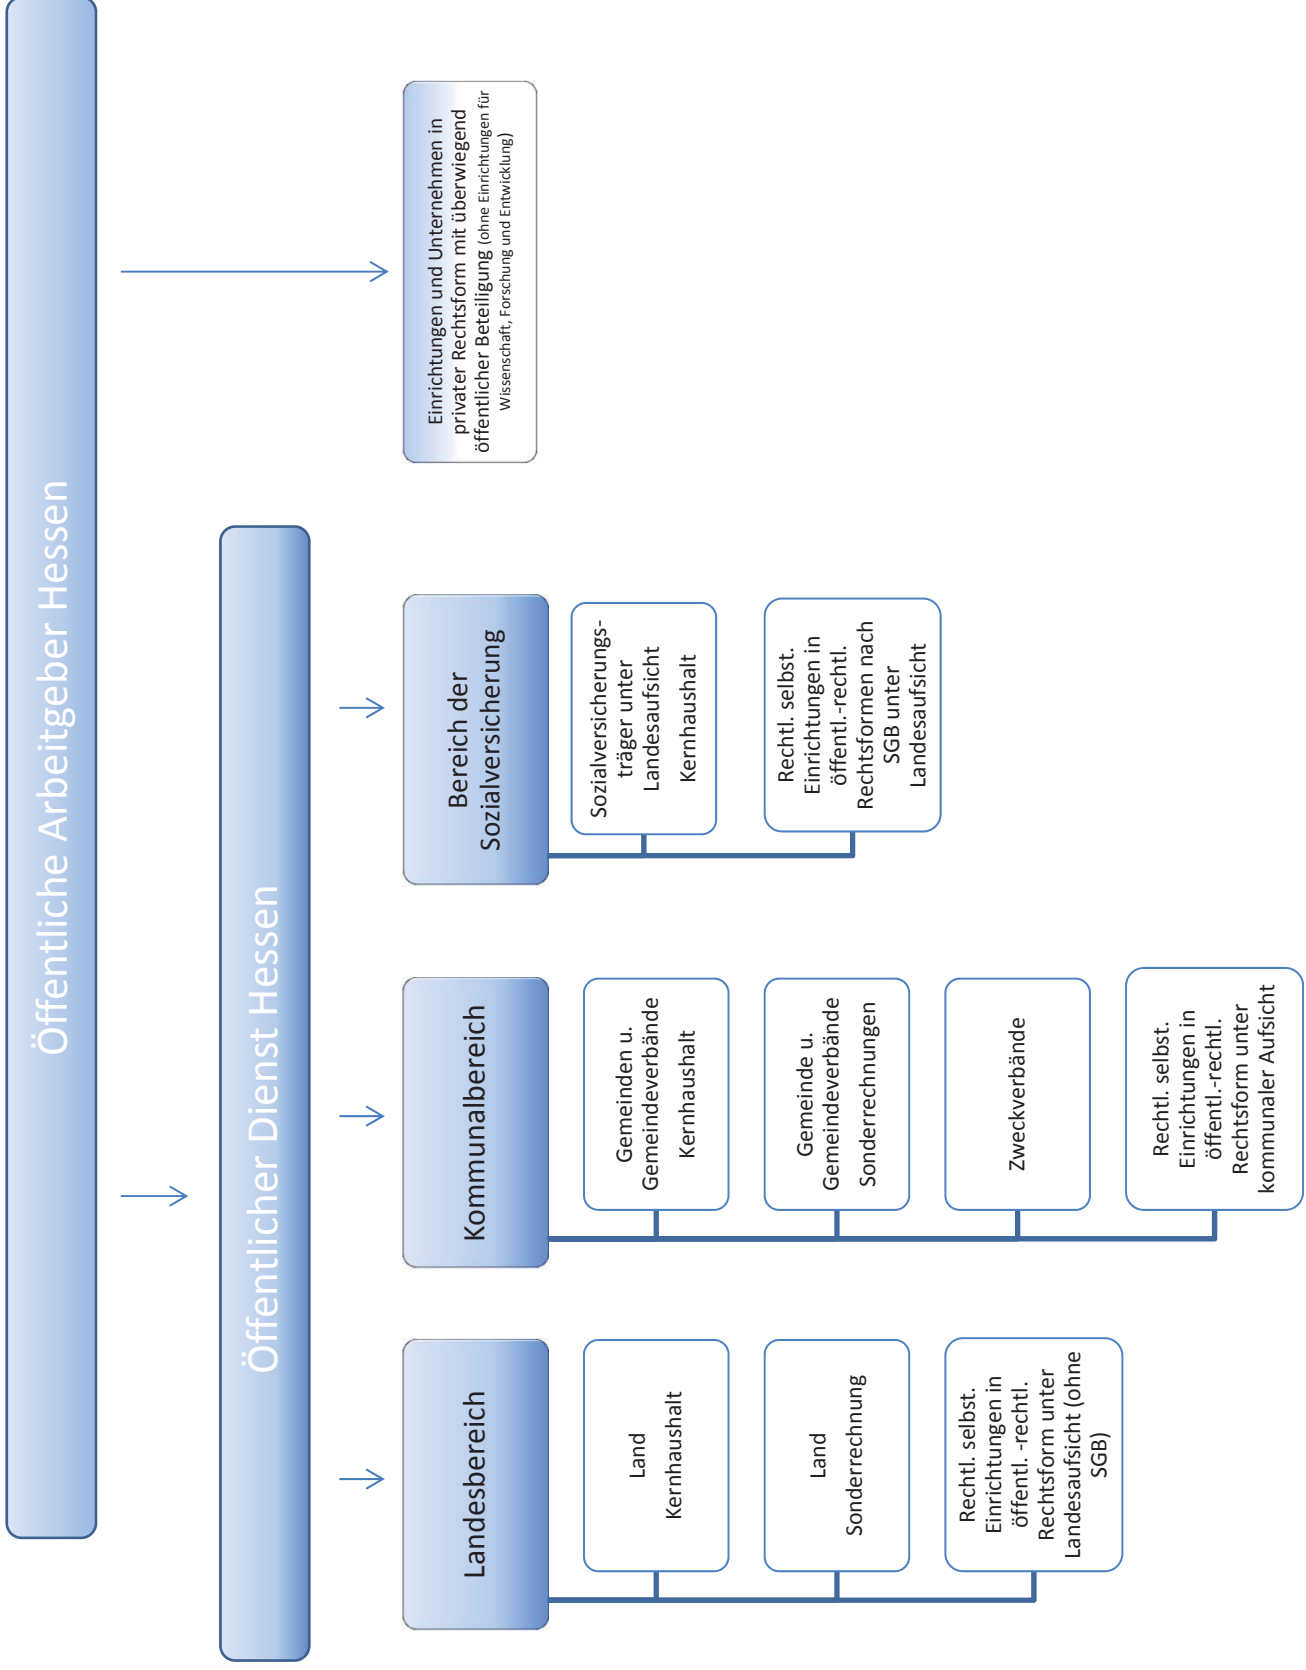 Öffentliche Arbeitgeber Hessen
Öffentlicher Dienst Hessen
Landesbereich
Land
Kernhaushalt
Land
Sonderrechnung
Rechtl. selbst.
Einrichtungen in
öffentl. -rechtl.
Rechtsform unter
Landesaufsicht (ohne
SGB)
Kommunalbereich
Gemeinden u.
Gemeindeverbände
Kernhaushalt
Gemeinde u.
Gemeindeverbände
Sonderrechnungen
Zweckverbände
Rechtl. selbst.
Einrichtungen in
öffentl.-rechtl.
Rechtsform unter
kommunaler Aufsicht
Bereich der
Sozialversicherung
Sozialversicherungs-
träger unter
Landesaufsicht
Kernhaushalt
Rechtl. selbst.
Einrichtungen in
öffentl.-rechtl.
Rechtsformen nach
SGB unter
Landesaufsicht
Einrichtungen und Unternehmen in
privater Rechtsform mit überwiegend
öffentlicher Beteiligung (ohne Einrichtungen für
Wissenschaft, Forschung und Entwicklung)